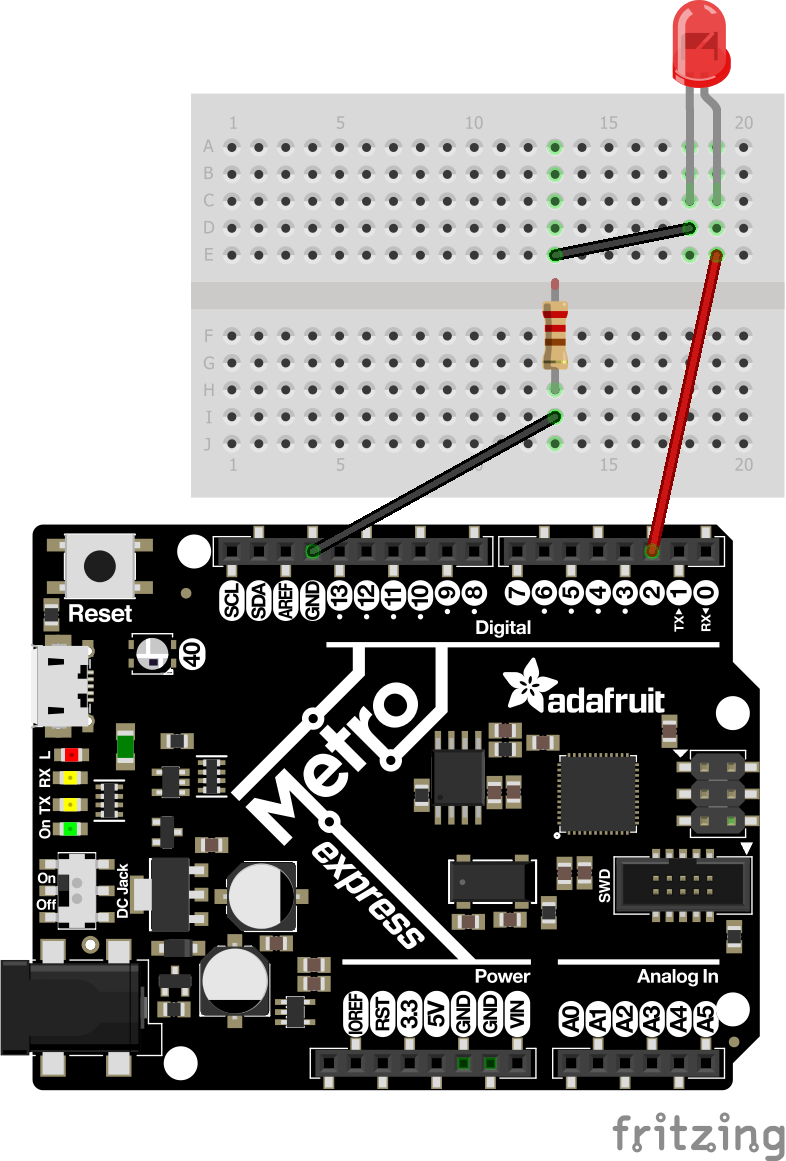 1 5 10 15 20
A
B
C
D
E
F
G
H
I
J
1 5 10 15 20
SCL SDA AREF GND 13 12 11 10 9 8 7 6 5 4 3 2 1 0
TX RX
Reset
Digital
40
adafruit
Metro
express
L
RX
TX
On
On
Off
DC Jack
SWD
Power
Analog In
IOREF RST 3.3 5V GND GND VIN A0 A1 A2 A3 A4 A5
fritzing